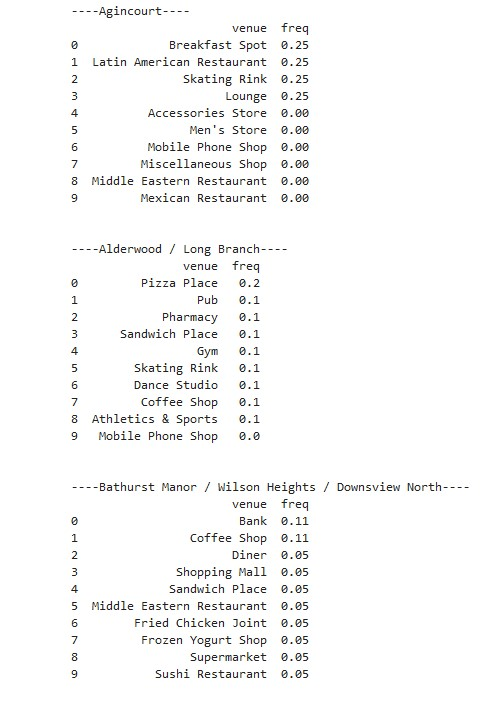 ----Agincourt----
venue freq
0 Breakfast Spot 0.25
1 Latin American Restaurant 0.25
2 Skating Rink 0.25
3 Lounge 0.25
4 Accessories Store 0.00
5 Men's Store 0.00
6 Mobile Phone Shop 0.00
7 Miscellaneous Shop 0.00
8 Middle Eastern Restaurant 0.00
9 Mexican Restaurant 0.00
----Alderwood / Long Branch----
venue freq
0 Pizza Place 0.2
1 Pub 0.1
2 Pharmacy 0.1
3 Sandwich Place 0.1
4 Gym 0.1
5 Skating Rink 0.1
6 Dance Studio 0.1
7 Coffee Shop 0.1
8 Athletics & Sports 0.1
9 Mobile Phone Shop 0.0
----Bathurst Manor / Wilson Heights / Downsview North----
venue freq
0 Bank 0.11
1 Coffee Shop 0.11
2 Diner 0.05
3 Shopping Mall 0.05
4 Sandwich Place 0.05
5 Middle Eastern Restaurant 0.05
6 Fried Chicken Joint 0.05
7 Frozen Yogurt Shop 0.05
8 Supermarket 0.05
9 Sushi Restaurant 0.05